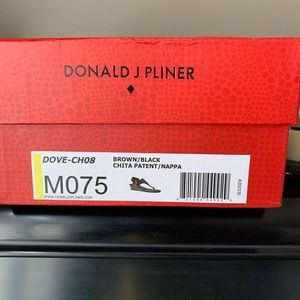 DONALD J PLINER
DOVE-CH08
BROWN/BLACK
CHITA PATENT/NAPPA
M075
WWW.DONALDJPLINER.COM